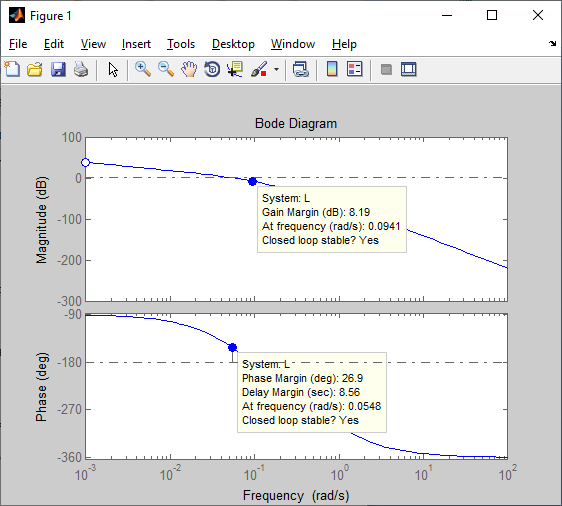 Figure 1
File Edit View Insert Tools Desktop Window Help
Bode Diagram
100
0
-100
-200
-300
Magnitude (dB)
System: L
Gain Margin (dB): 8.19
At frequency (rad/s): 0.0941
Closed loop stable? Yes
-90
-180
-270
-360
Phase (deg)
System: L
Phase Margin (deg): 26.9
Delay Margin (sec): 8.56
At frequency (rad/s): 0.0548
Closed loop stable? Yes
10^-3 10^-2 10^-1 10^0 10^1 10^2
Frequency (rad/s)